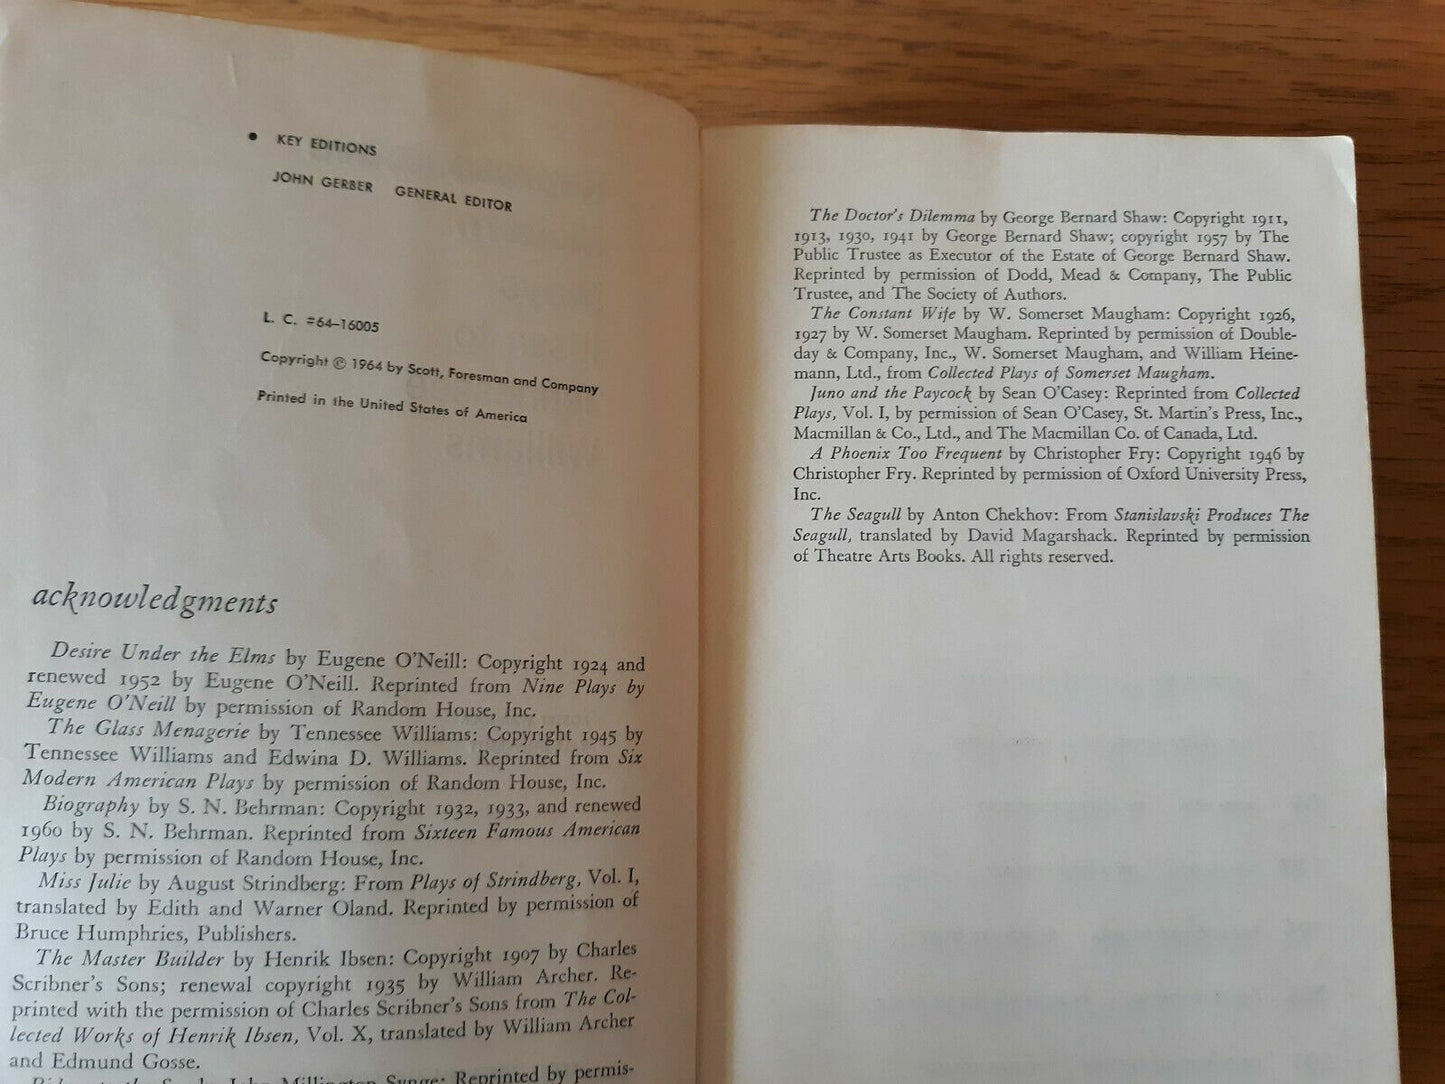 • KEY EDITIONS
JOHN GERBER GENERAL EDITOR
L. C. #64-16005
Copyright © 1964 by Scott, Foresman and Company
Printed in the United States of America
acknowledgments
Desire Under the Elms by Eugene O'Neill: Copyright 1924 and
renewed 1952 by Eugene O'Neill. Reprinted from Nine Plays by
Eugene O'Neill by permission of Random House, Inc.
The Glass Menagerie by Tennessee Williams: Copyright 1945 by
Tennessee Williams and Edwina D. Williams. Reprinted from Six
Modern American Plays by permission of Random House, Inc.
Biography by S. N. Behrman: Copyright 1932, 1933, and renewed
1960 by S. N. Behrman. Reprinted from Sixteen Famous American
Plays by permission of Random House, Inc.
Miss Julie by August Strindberg: From Plays of Strindberg, Vol. I,
translated by Edith and Warner Oland. Reprinted by permission of
Bruce Humphries, Publishers.
The Master Builder by Henrik Ibsen: Copyright 1907 by Charles
Scribner's Sons; renewal copyright 1935 by William Archer. Re-
printed with the permission of Charles Scribner's Sons from The Col-
lected Works of Henrik Ibsen, Vol. X, translated by William Archer
and Edmund Gosse.
John Millington Synge: Reprinted by permis-
The Doctor's Dilemma by George Bernard Shaw: Copyright 1911,
1913, 1930, 1941 by George Bernard Shaw; copyright 1957 by The
Public Trustee as Executor of the Estate of George Bernard Shaw.
Reprinted by permission of Dodd, Mead & Company, The Public
Trustee, and The Society of Authors.
The Constant Wife by W. Somerset Maugham: Copyright 1926,
1927 by W. Somerset Maugham. Reprinted by permission of Double-
day & Company, Inc., W. Somerset Maugham, and William Heine-
mann, Ltd., from Collected Plays of Somerset Maugham.
Juno and the Paycock by Sean O'Casey: Reprinted from Collected
Plays, Vol. I, by permission of Sean O'Casey, St. Martin's Press, Inc.,
Macmillan & Co., Ltd., and The Macmillan Co. of Canada, Ltd.
A Phoenix Too Frequent by Christopher Fry: Copyright 1946 by
Christopher Fry. Reprinted by permission of Oxford University Press,
Inc.
The Seagull by Anton Chekhov: From Stanislavski Produces The
Seagull, translated by David Magarshack. Reprinted by permission
of Theatre Arts Books. All rights reserved.